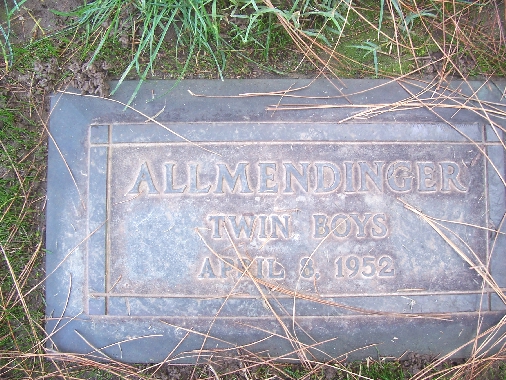 ALLMENDINGER
TWIN BOYS
APRIL 8, 1952